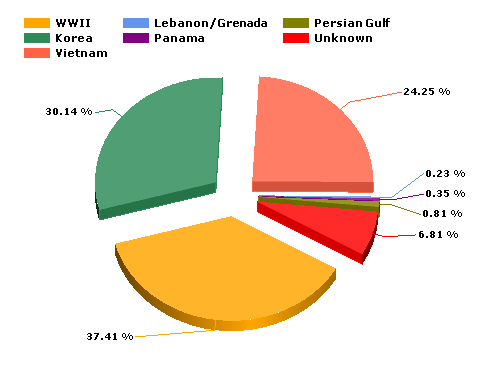 WWII Lebanon/Grenada Persian Gulf
Korea Panama Unknown
Vietnam
24.25 %
30.14 %
0.23 %
0.35 %
0.81 %
6.81 %
37.41 %